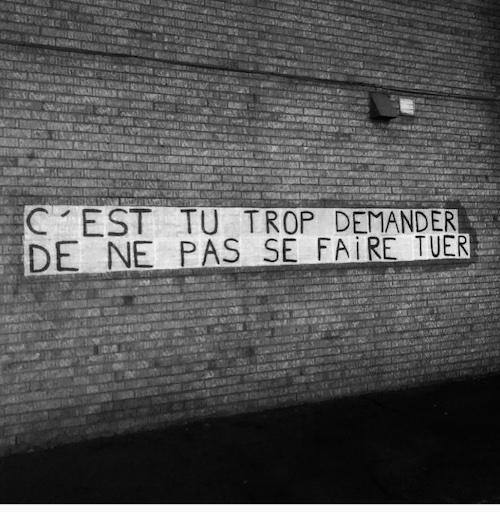 C'EST TU TROP DEMANDER
DE NE PAS SE FAIRE TUER